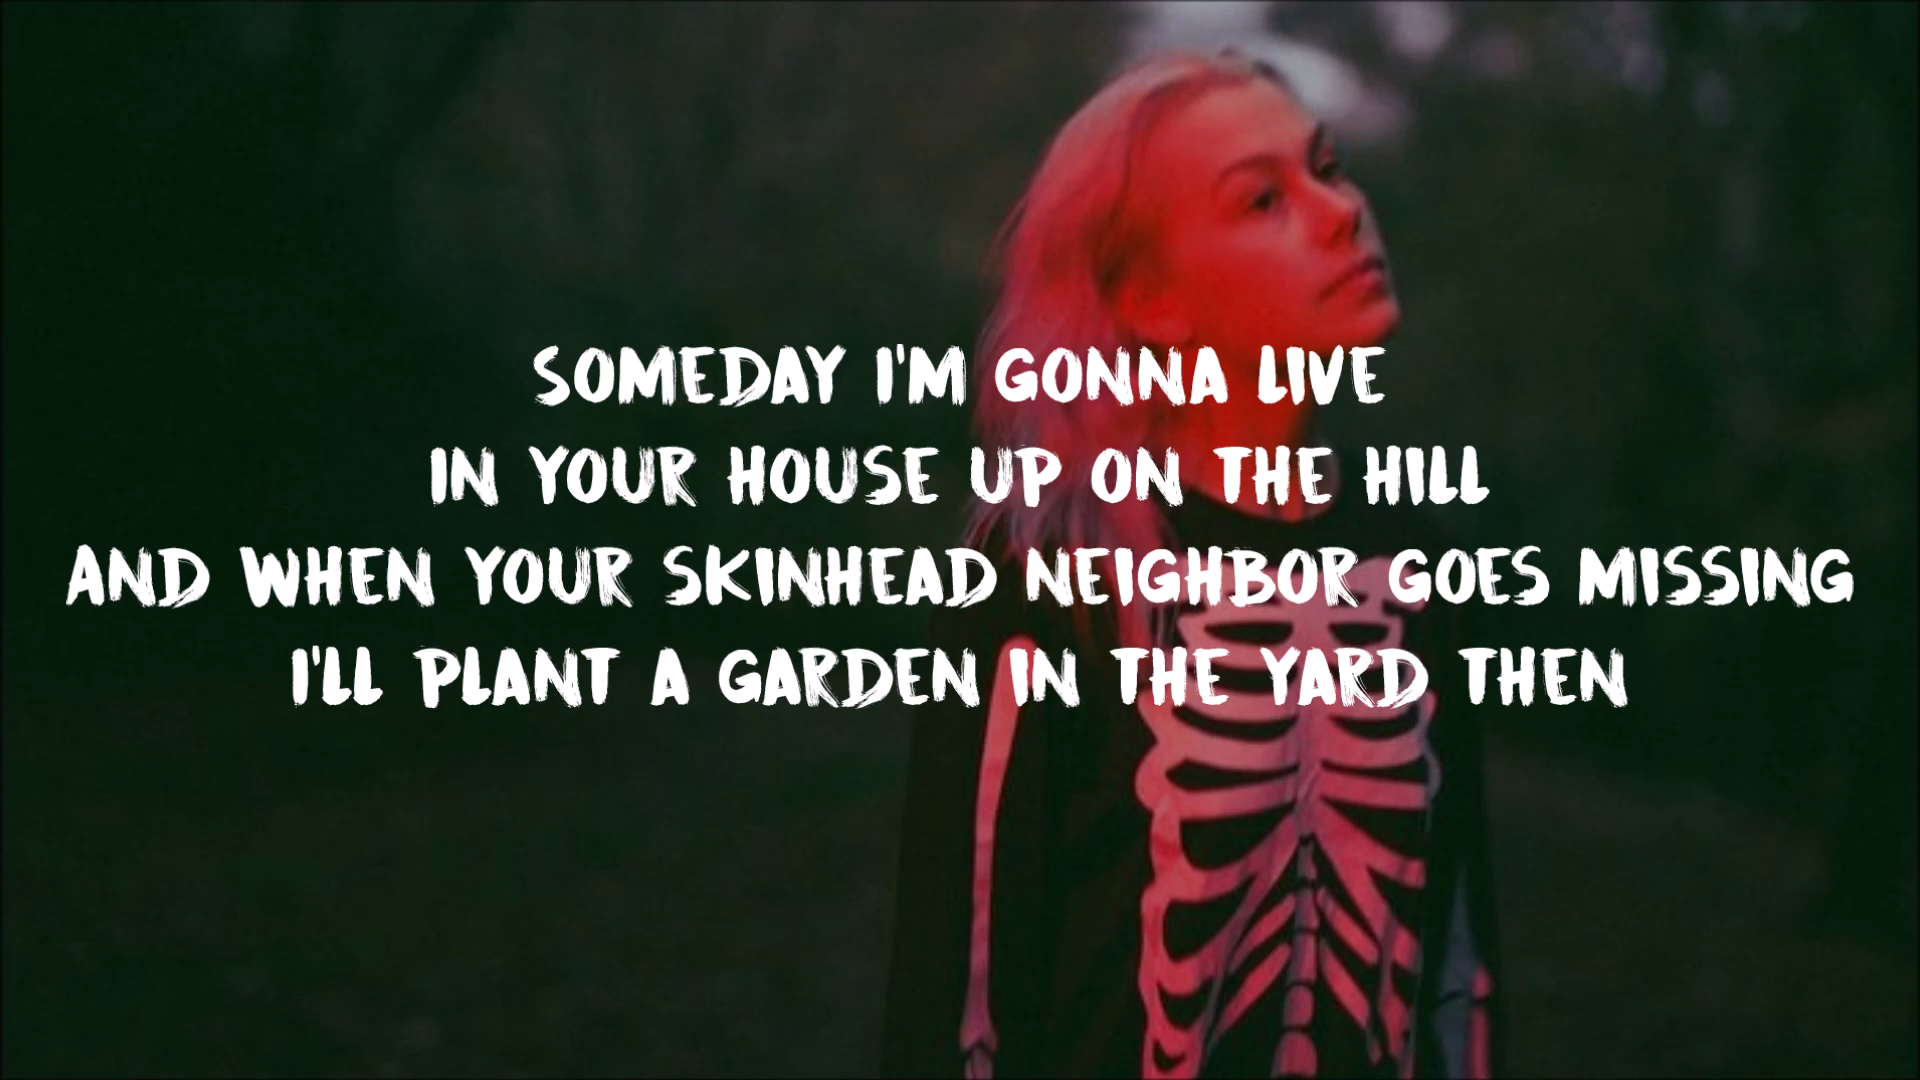 SOMEDAY I'M GONNA LIVE
IN YOUR HOUSE UP ON THE HILL
AND WHEN YOUR SKINHEAD NEIGHBOR GOES MISSING
I'LL PLANT A GARDEN IN THE YARD THEN